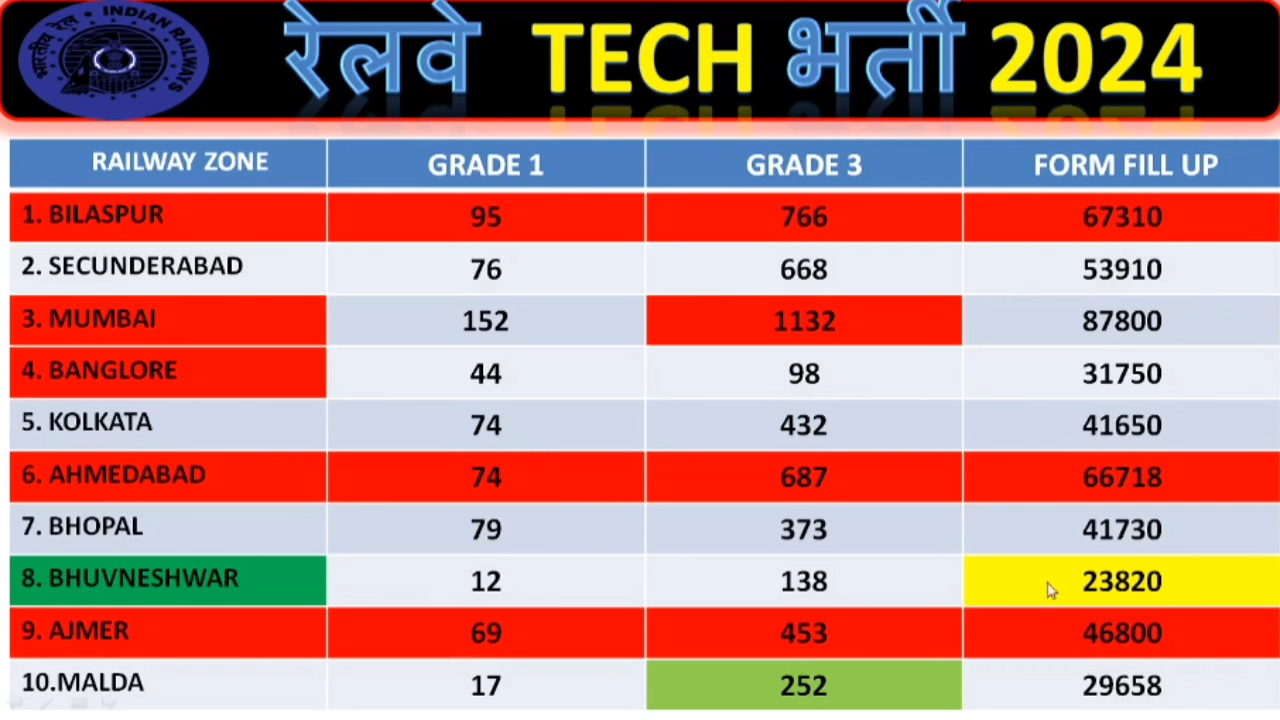 भारतीय रेल INDIAN RAILWAYS
रेलवे TECH भर्ती 2024
RAILWAY ZONE GRADE 1 GRADE 3 FORM FILL UP
1. BILASPUR 95 766 67310
2. SECUNDERABAD 76 668 53910
3. MUMBAI 152 1132 87800
4. BANGLORE 44 98 31750
5. KOLKATA 74 432 41650
6. AHMEDABAD 74 687 66718
7. BHOPAL 79 373 41730
8. BHUVNESHWAR 12 138 23820
9. AJMER 69 453 46800
10.MALDA 17 252 29658